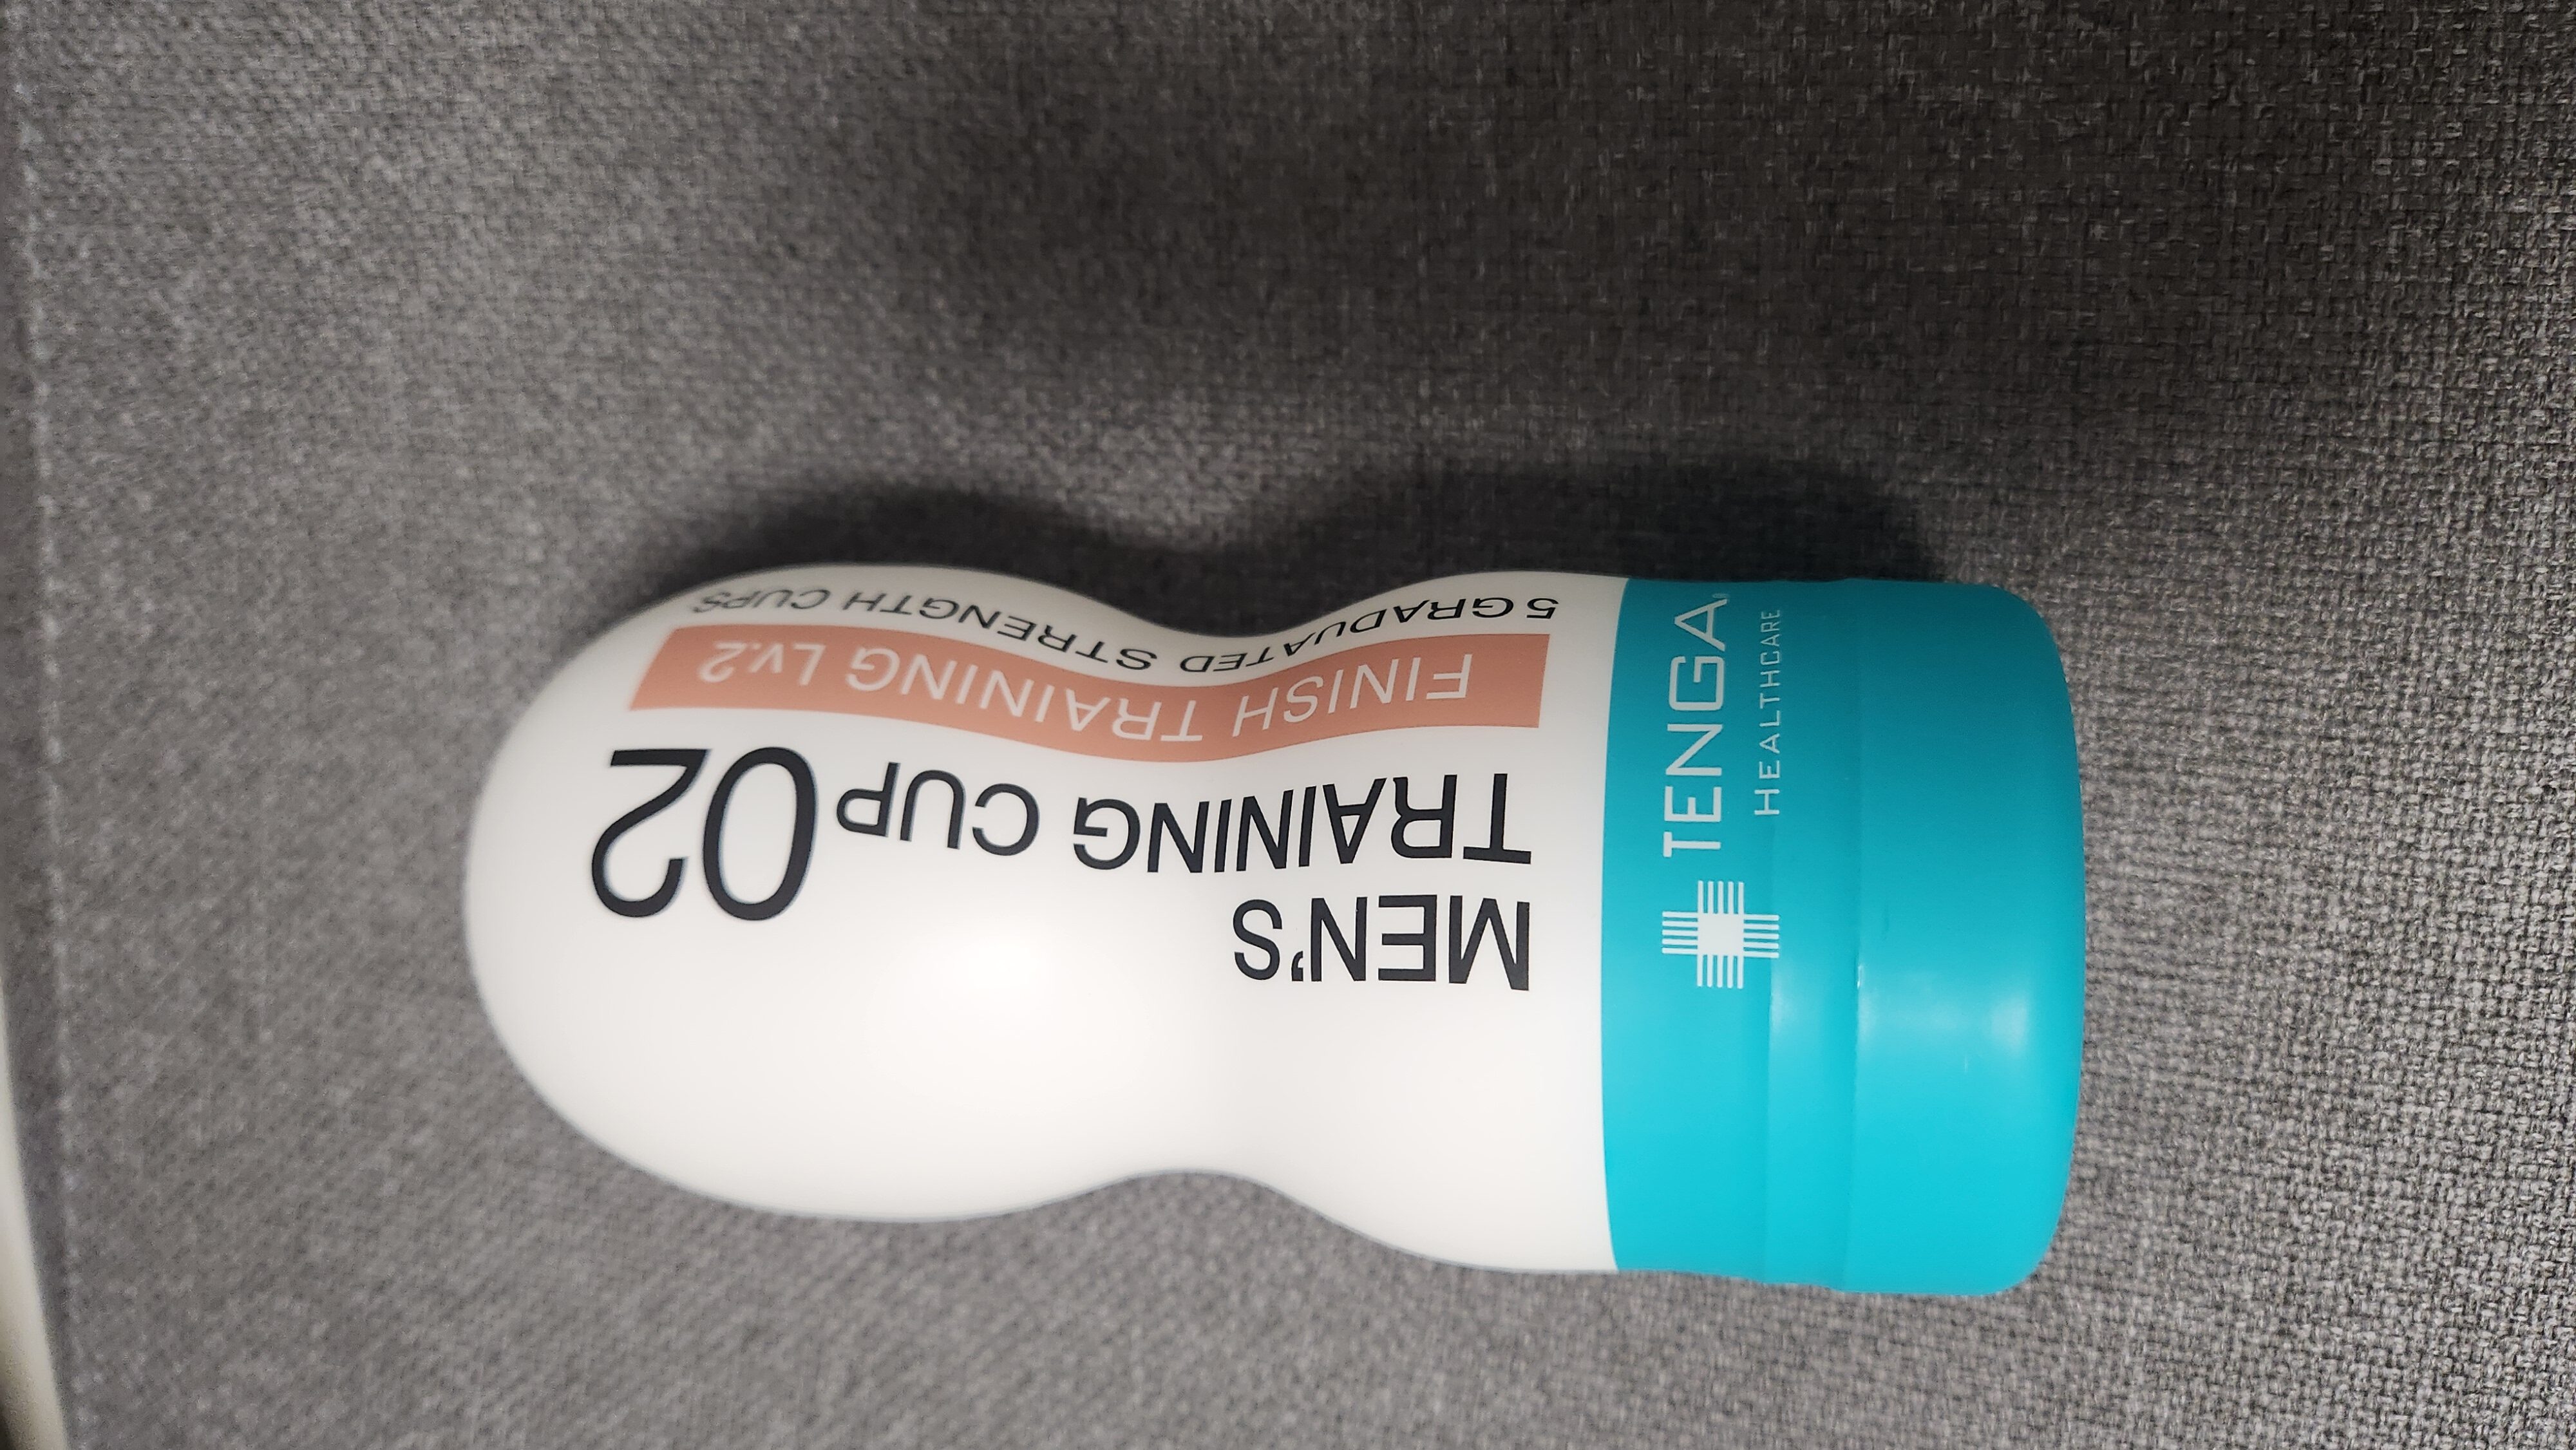 TENGA
HEALTHCARE
MEN'S
TRAINING CUP 02
FINISH TRAINING Lv.2
5 GRADUATED STRENGTH CUPS